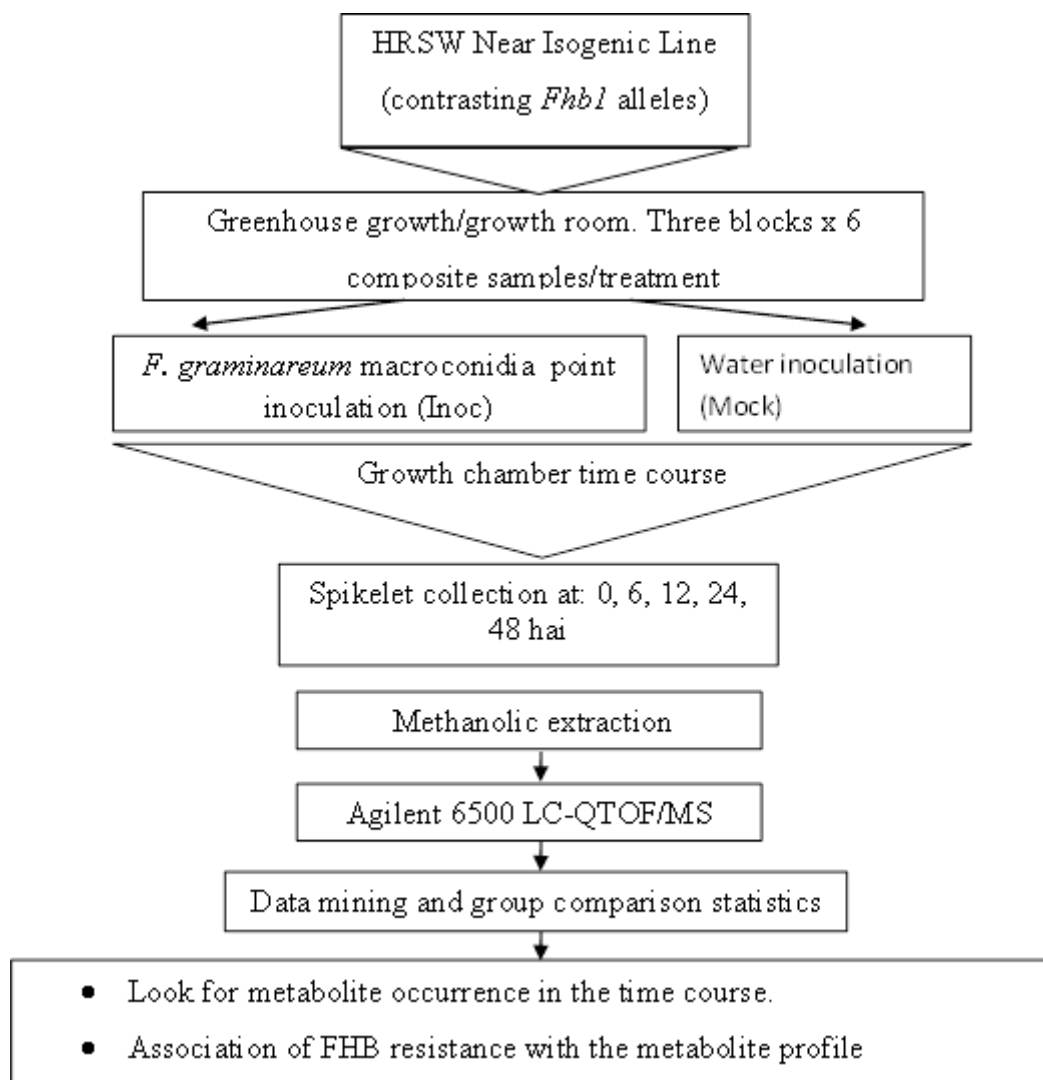 HRSW Near Isogenic Line
(contrasting Fhb1 alleles)
Greenhouse growth/growth room. Three blocks x 6
composite samples/treatment
F. graminareum macroconidia point
inoculation (Inoc)
Water inoculation
(Mock)
Growth chamber time course
Spikelet collection at: 0, 6, 12, 24,
48 hai
Methanolic extraction
Agilent 6500 LC-QTOF/MS
Data mining and group comparison statistics
• Look for metabolite occurrence in the time course.
• Association of FHB resistance with the metabolite profile